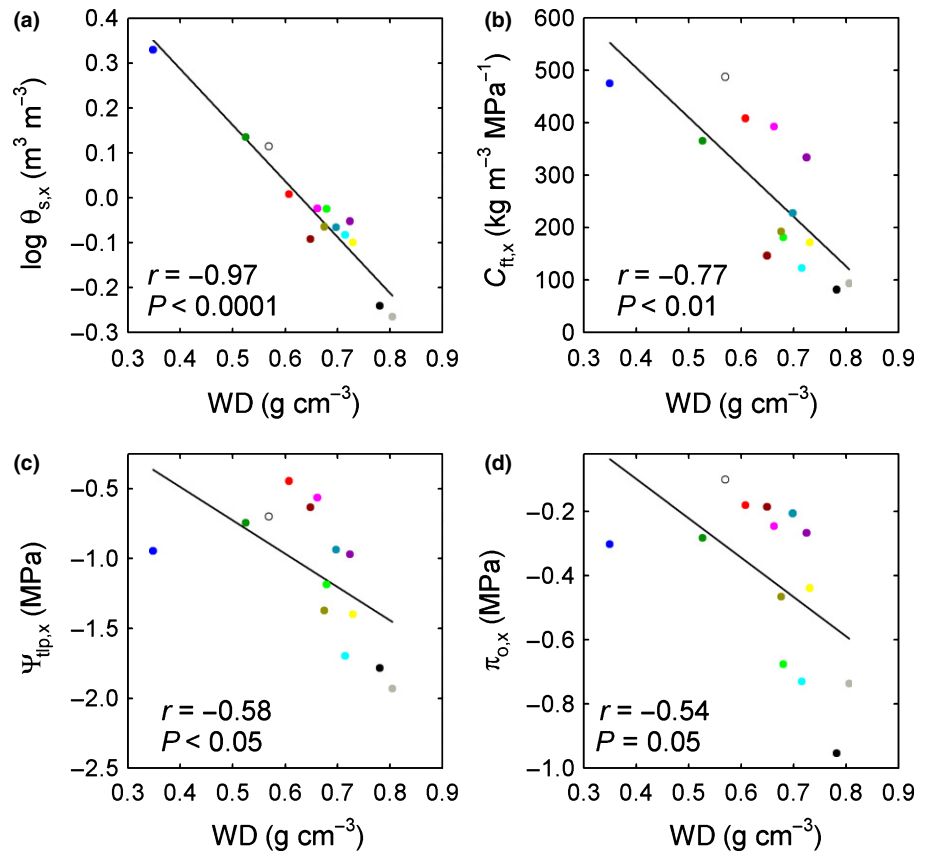 (a)
0.4
0.3
0.2
0.1
0.0
−0.1
−0.2
−0.3
log θs,x (m³ m⁻³)
r = −0.97
P < 0.0001
0.3 0.4 0.5 0.6 0.7 0.8 0.9
WD (g cm⁻³)
(b)
600
500
400
300
200
100
0
Cft,x (kg m⁻³ MPa⁻¹)
r = −0.77
P < 0.01
0.3 0.4 0.5 0.6 0.7 0.8 0.9
WD (g cm⁻³)
(c)
−0.5
−1.0
−1.5
−2.0
−2.5
Ψtlp,x (MPa)
r = −0.58
P < 0.05
0.3 0.4 0.5 0.6 0.7 0.8 0.9
WD (g cm⁻³)
(d)
−0.2
−0.4
−0.6
−0.8
−1.0
πo,x (MPa)
r = −0.54
P = 0.05
0.3 0.4 0.5 0.6 0.7 0.8 0.9
WD (g cm⁻³)